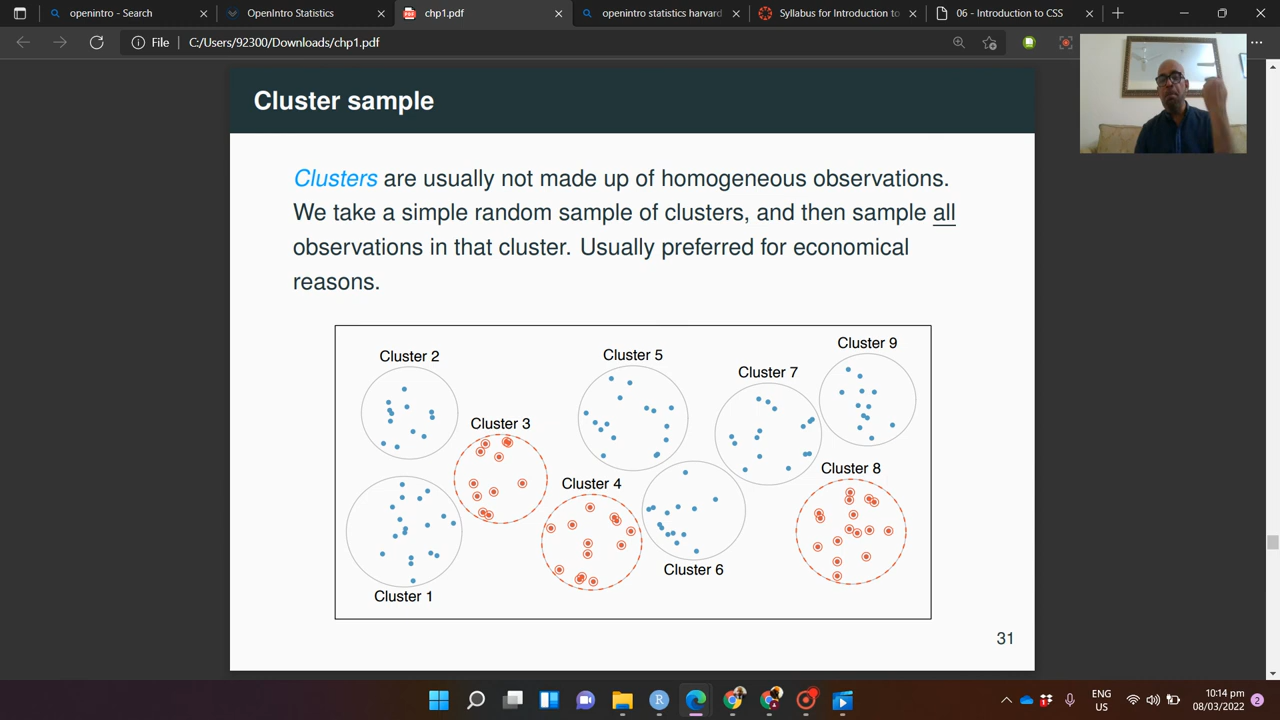 openintro - Search
OpenIntro Statistics
chp1.pdf
openintro statistics harvard
Syllabus for Introduction to
06 - Introduction to CSS
File
C:/Users/92300/Downloads/chp1.pdf
Cluster sample
Clusters are usually not made up of homogeneous observations.
We take a simple random sample of clusters, and then sample all
observations in that cluster. Usually preferred for economical
reasons.
Cluster 9
Cluster 2
Cluster 5
Cluster 7
Cluster 3
Cluster 8
Cluster 4
Cluster 6
Cluster 1
31
ENG
US
10:14 pm
08/03/2022
2